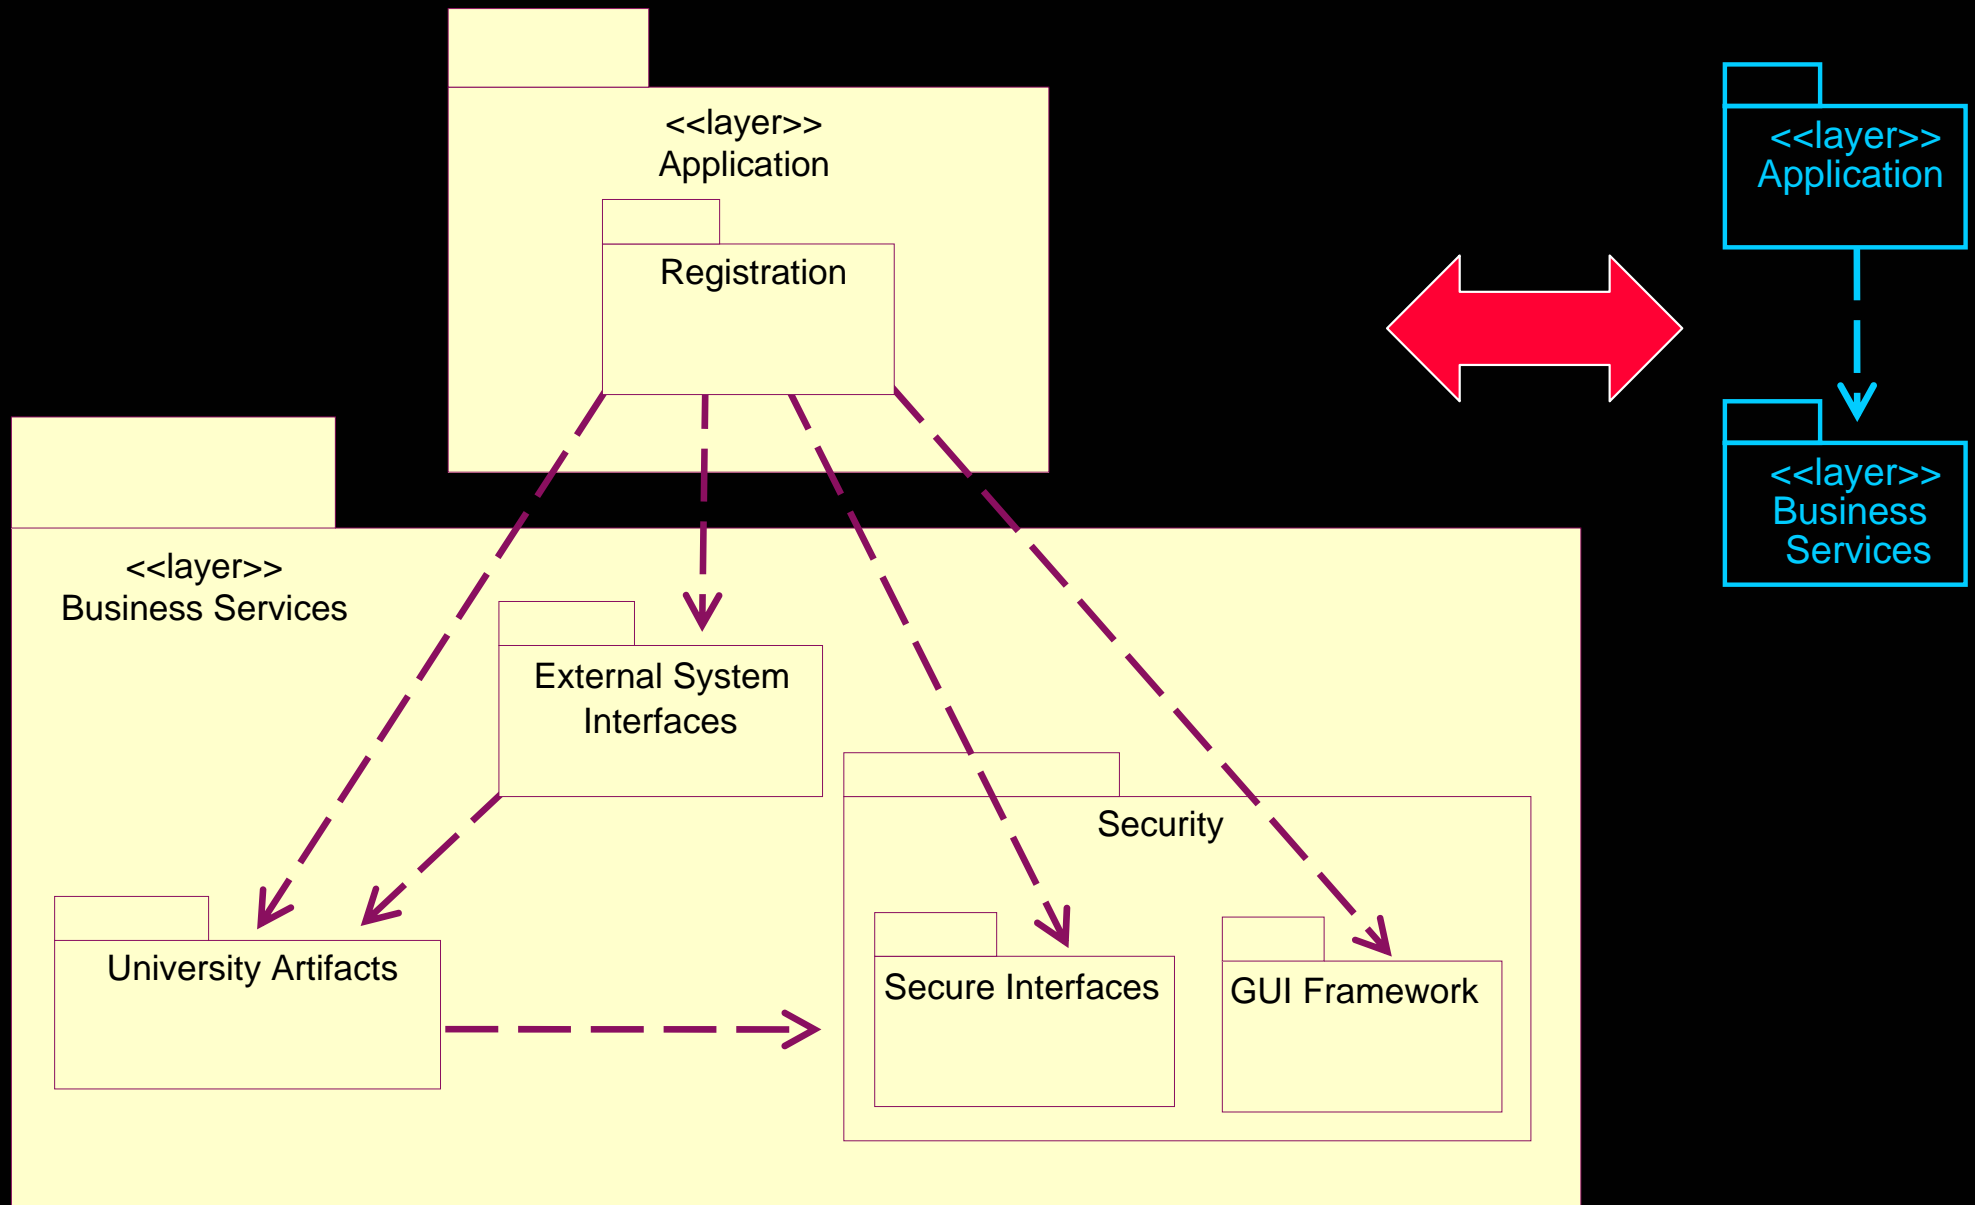 <<layer>>
Application
Registration
<<layer>>
Business Services
External System
Interfaces
Security
University Artifacts
Secure Interfaces
GUI Framework
<<layer>>
Application
<<layer>>
Business
Services